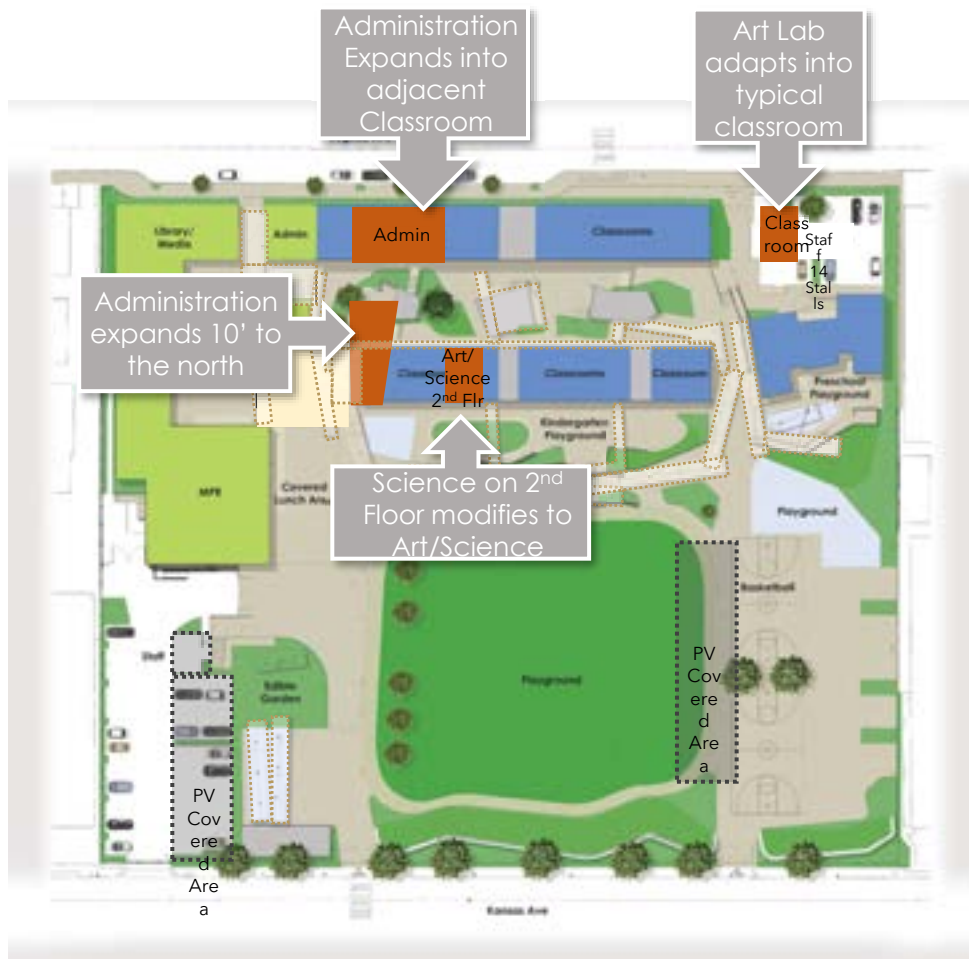 Administration
Expands into
adjacent
Classroom
Art Lab
adapts into
typical
classroom
Library/
Media
Admin
Admin
Classrooms
Class
room
Staf
f
14
Stal
ls
Administration
expands 10’ to
the north
Art/
Science
2nd Flr
Classrooms
Classroom
Preschool
Playground
Kindergarten
Playground
Science on 2nd
Floor modifies to
Art/Science
MPR
Covered
Lunch Area
Playground
Basketball
Staff
Edible
Garden
Playground
PV
Cov
ere
d
Are
a
PV
Cov
ere
d
Are
a
Kansas Ave